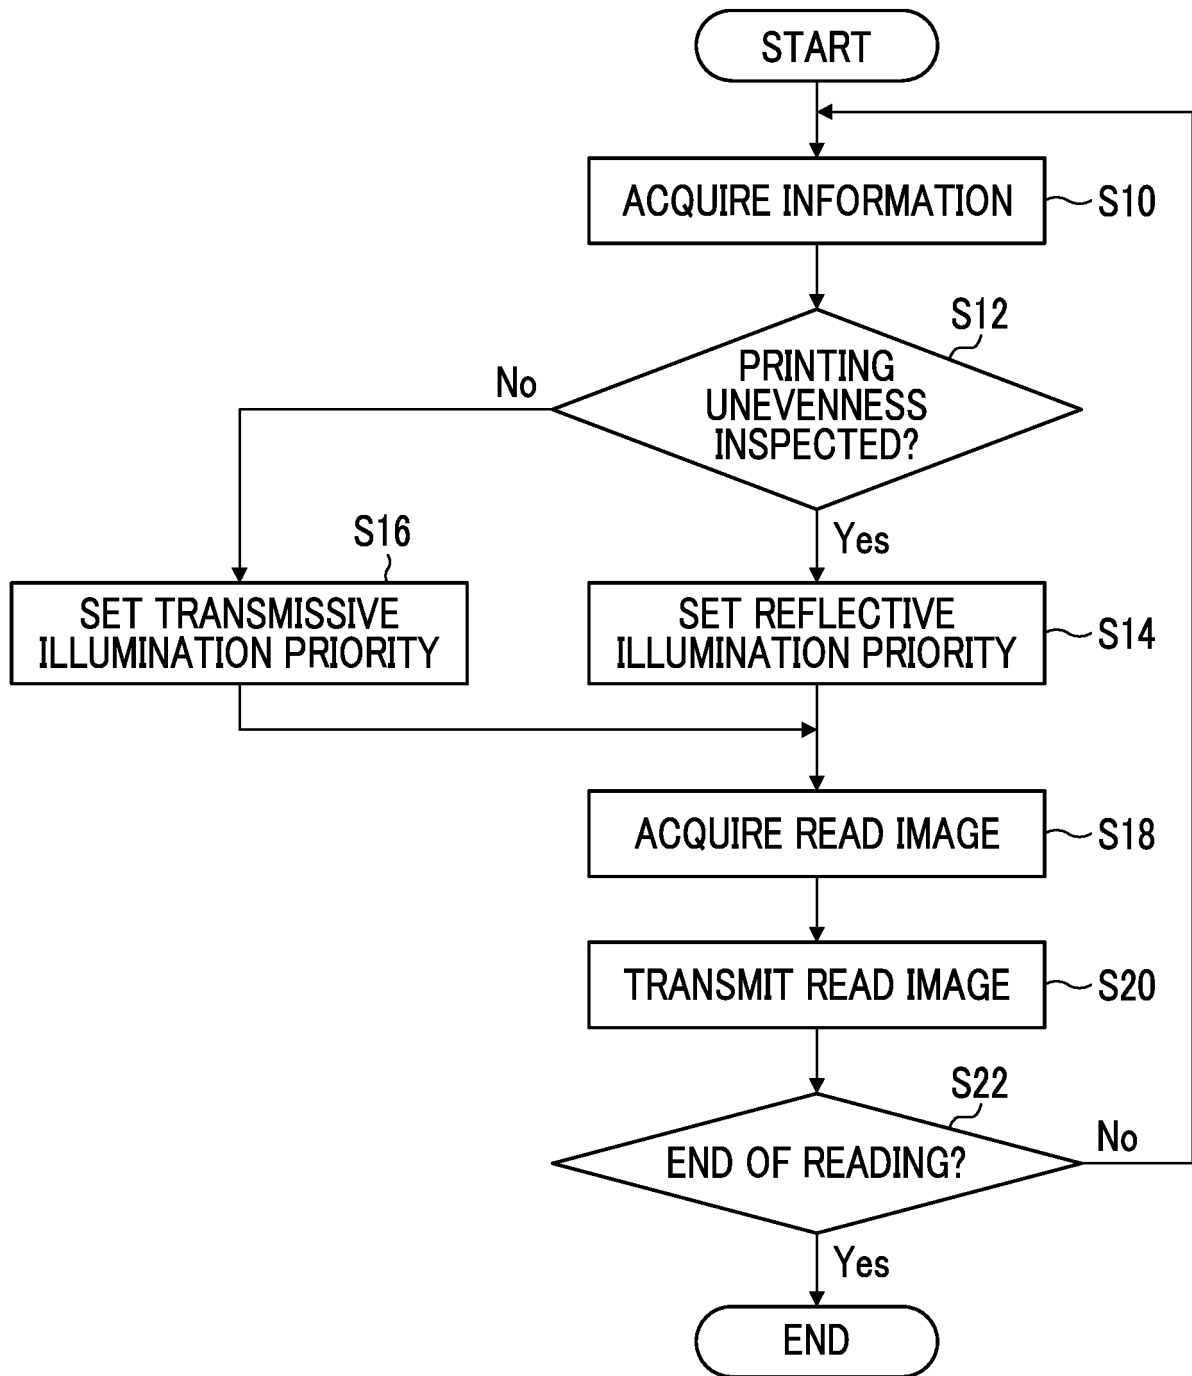 START
ACQUIRE INFORMATION
S10
S12
PRINTING
UNEVENNESS
INSPECTED?
No
Yes
S16
SET TRANSMISSIVE
ILLUMINATION PRIORITY
SET REFLECTIVE
ILLUMINATION PRIORITY
S14
ACQUIRE READ IMAGE
S18
TRANSMIT READ IMAGE
S20
S22
END OF READING?
No
Yes
END